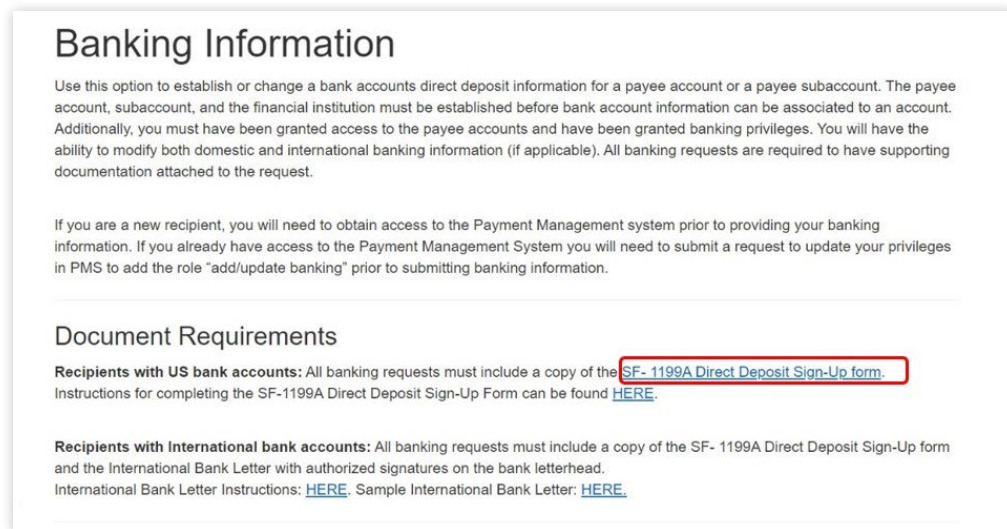 Banking Information
Use this option to establish or change a bank accounts direct deposit information for a payee account or a payee subaccount. The payee
account, subaccount, and the financial institution must be established before bank account information can be associated to an account.
Additionally, you must have been granted access to the payee accounts and have been granted banking privileges. You will have the
ability to modify both domestic and international banking information (if applicable). All banking requests are required to have supporting
documentation attached to the request.
If you are a new recipient, you will need to obtain access to the Payment Management system prior to providing your banking
information. If you already have access to the Payment Management System you will need to submit a request to update your privileges
in PMS to add the role “add/update banking” prior to submitting banking information.
Document Requirements
Recipients with US bank accounts: All banking requests must include a copy of the SF- 1199A Direct Deposit Sign-Up form.
Instructions for completing the SF-1199A Direct Deposit Sign-Up Form can be found HERE.
Recipients with International bank accounts: All banking requests must include a copy of the SF- 1199A Direct Deposit Sign-Up form
and the International Bank Letter with authorized signatures on the bank letterhead.
International Bank Letter Instructions: HERE. Sample International Bank Letter: HERE.